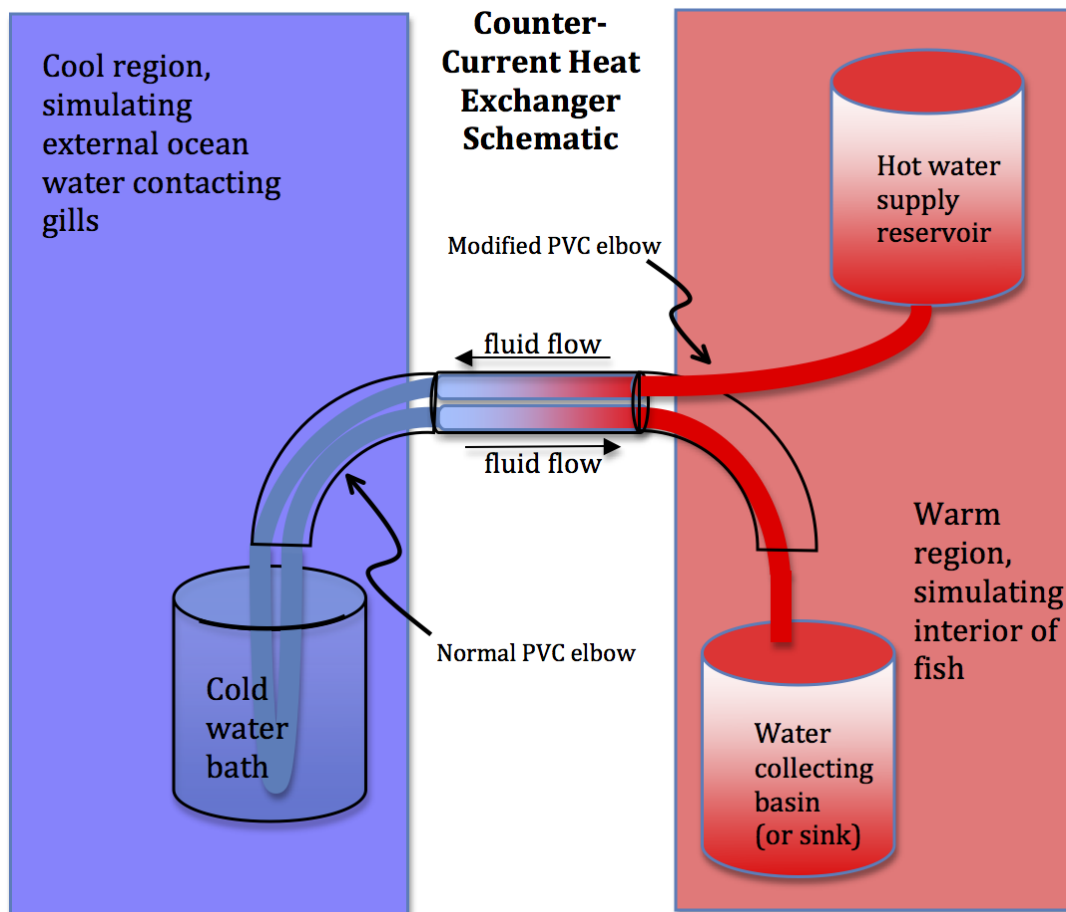 Counter-
Current Heat
Exchanger
Schematic
Cool region,
simulating
external ocean
water contacting
gills
Hot water
supply
reservoir
Modified PVC elbow
fluid flow
fluid flow
Warm
region,
simulating
interior of
fish
Normal PVC elbow
Cold
water
bath
Water
collecting
basin
(or sink)